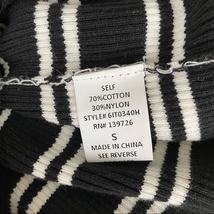 SELF
70%COTTON
30%NYLON
STYLE# 6IT0340H
RN# 139726
S
MADE IN CHINA
SEE REVERSE